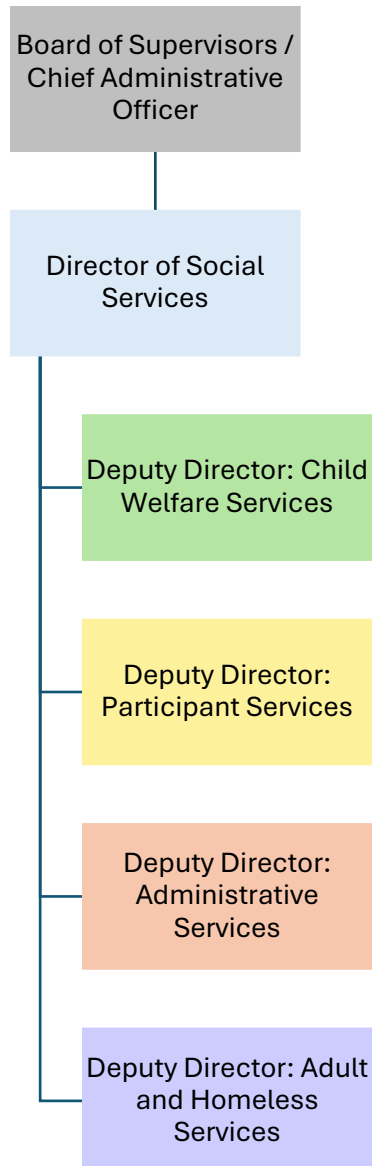 Board of Supervisors /
Chief Administrative
Officer
Director of Social
Services
Deputy Director: Child
Welfare Services
Deputy Director:
Participant Services
Deputy Director:
Administrative
Services
Deputy Director: Adult
and Homeless
Services